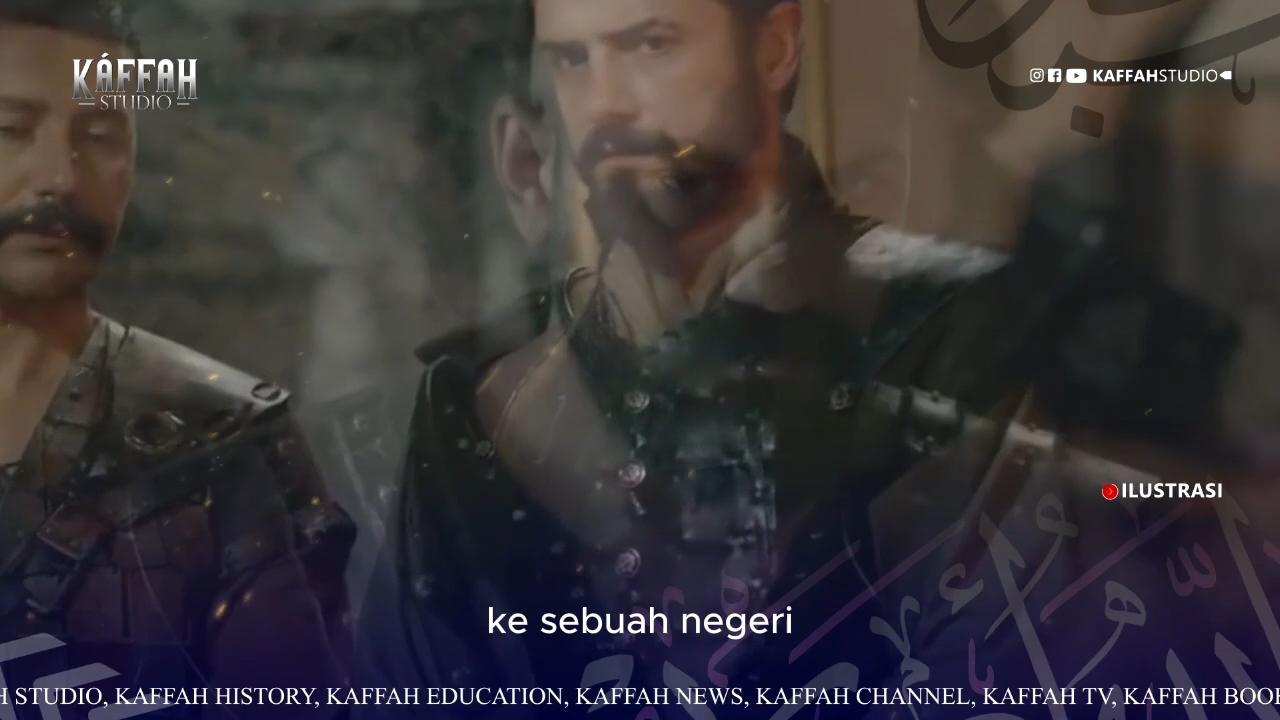 KÁFFAH
STUDIO
KAFFAHSTUDIO
ILUSTRASI
ke sebuah negeri
STUDIO, KAFFAH HISTORY, KAFFAH EDUCATION, KAFFAH NEWS, KAFFAH CHANNEL, KAFFAH TV, KAFFAH